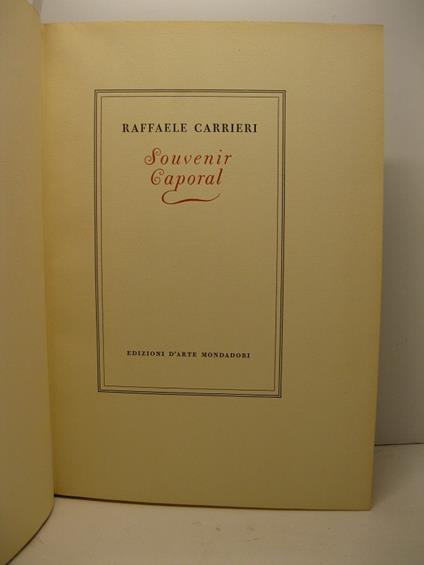 RAFFAELE CARRIERI
Souvenir
Caporal
EDIZIONI D'ARTE MONDADORI